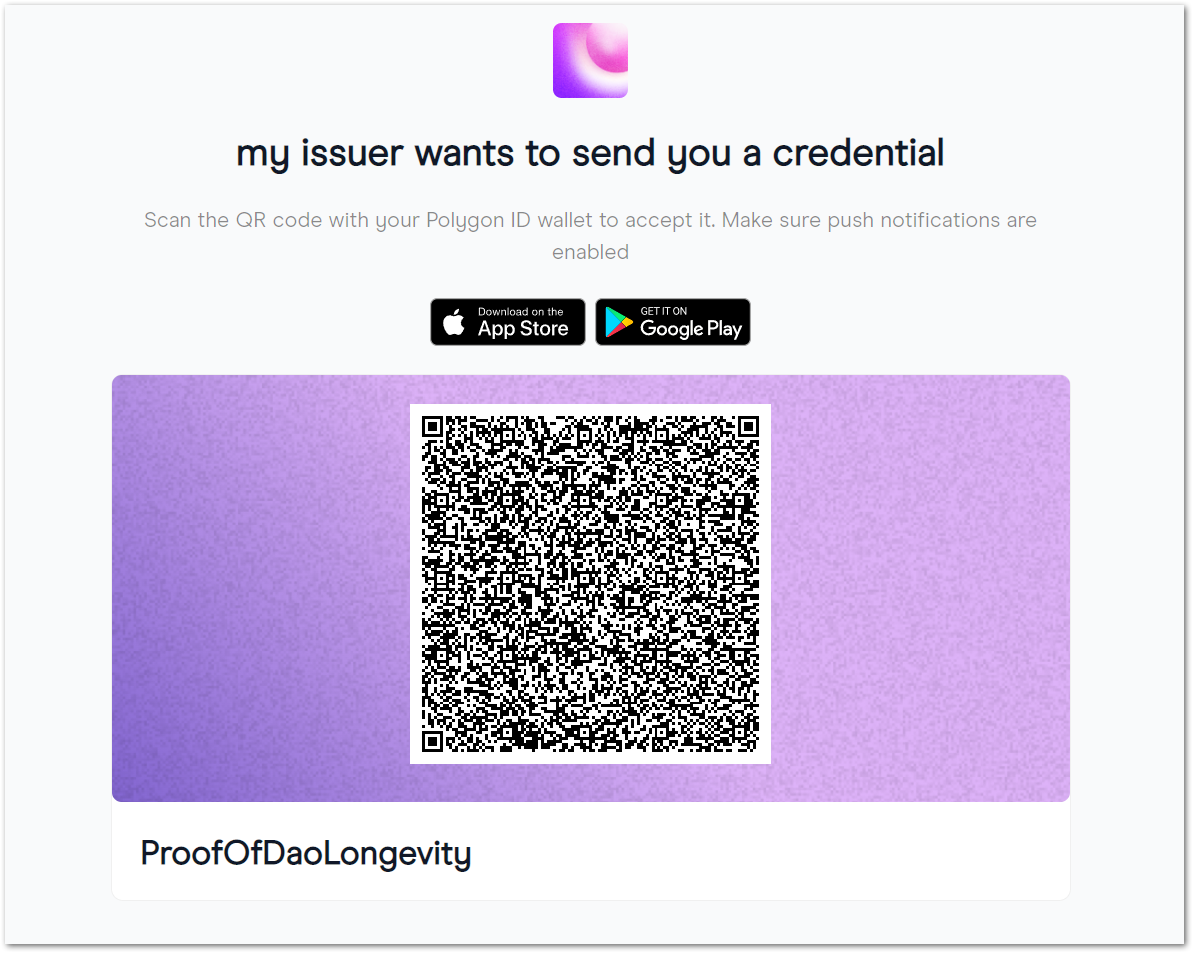 my issuer wants to send you a credential
Scan the QR code with your Polygon ID wallet to accept it. Make sure push notifications are
enabled
Download on the
App Store
GET IT ON
Google Play
ProofOfDaoLongevity